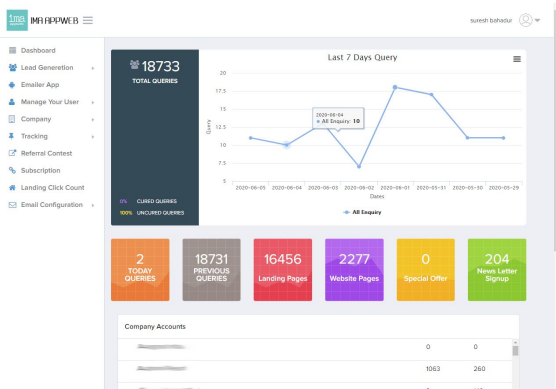 ima
IMA APPWEB
suresh bahadur
Dashboard
Lead Generation
Emailer App
Manage Your User
Company
Tracking
Referral Contest
Subscription
Landing Click Count
Email Configuration
18733
TOTAL QUERIES
0% CURED QUERIES
100% UNCURED QUERIES
Last 7 Days Query
20
17.5
15
12.5
10
7.5
5
Query
2020-06-04
All Enquiry: 10
2020-06-05 2020-06-04 2020-06-03 2020-06-02 2020-06-01 2020-05-31 2020-05-30 2020-05-29
Dates
All Enquiry
2
TODAY
QUERIES
18731
PREVIOUS
QUERIES
16456
Landing Pages
2277
Website Pages
0
Special Offer
204
News Letter
Signup
Company Accounts
0 0
1063 260